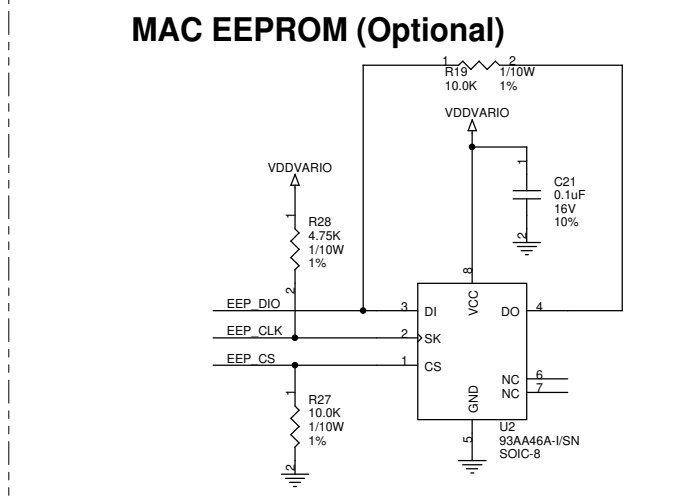 MAC EEPROM (Optional)
1
R19
10.0K
2
1/10W
1%
VDDVARIO
1
C21
0.1uF
16V
10%
2
VDDVARIO
1
R28
4.75K
1/10W
1%
2
8
VCC
EEP_DIO
3
DI
DO
4
EEP_CLK
2
SK
EEP_CS
1
CS
NC
6
NC
7
GND
5
U2
93AA46A-I/SN
SOIC-8
1
R27
10.0K
1/10W
1%
2